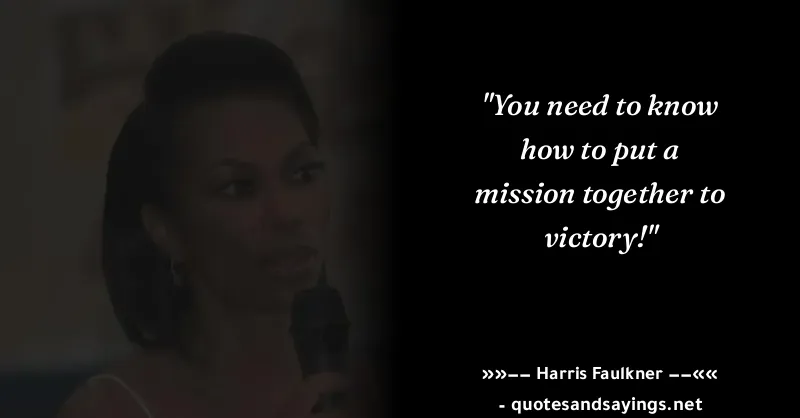 "You need to know
how to put a
mission together to
victory!"
»»–– Harris Faulkner ––««
- quotesandsayings.net